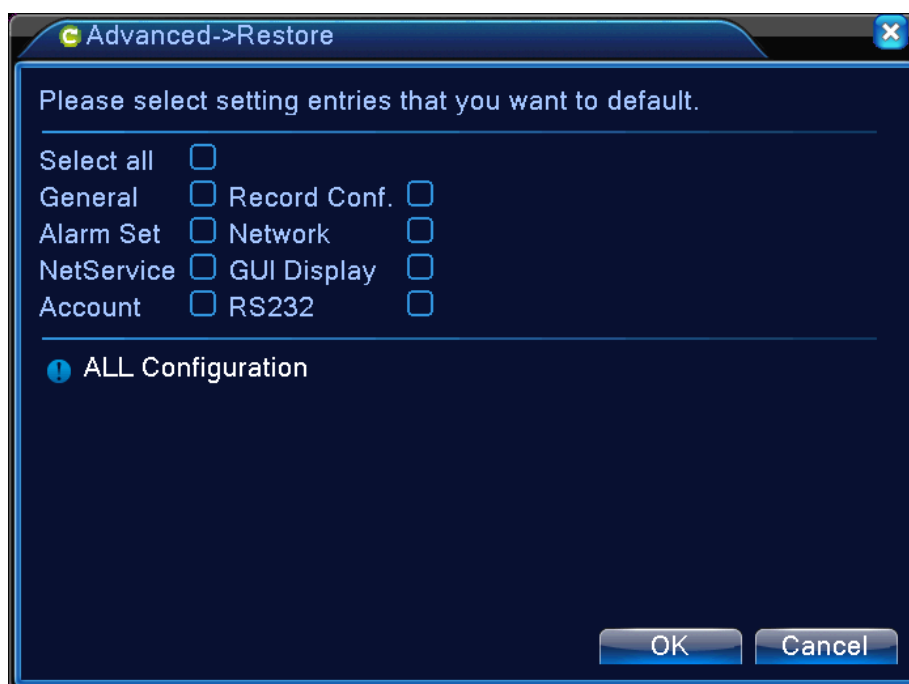 Advanced->Restore
Please select setting entries that you want to default.
Select all
General Record Conf.
Alarm Set Network
NetService GUI Display
Account RS232
ALL Configuration
OK Cancel